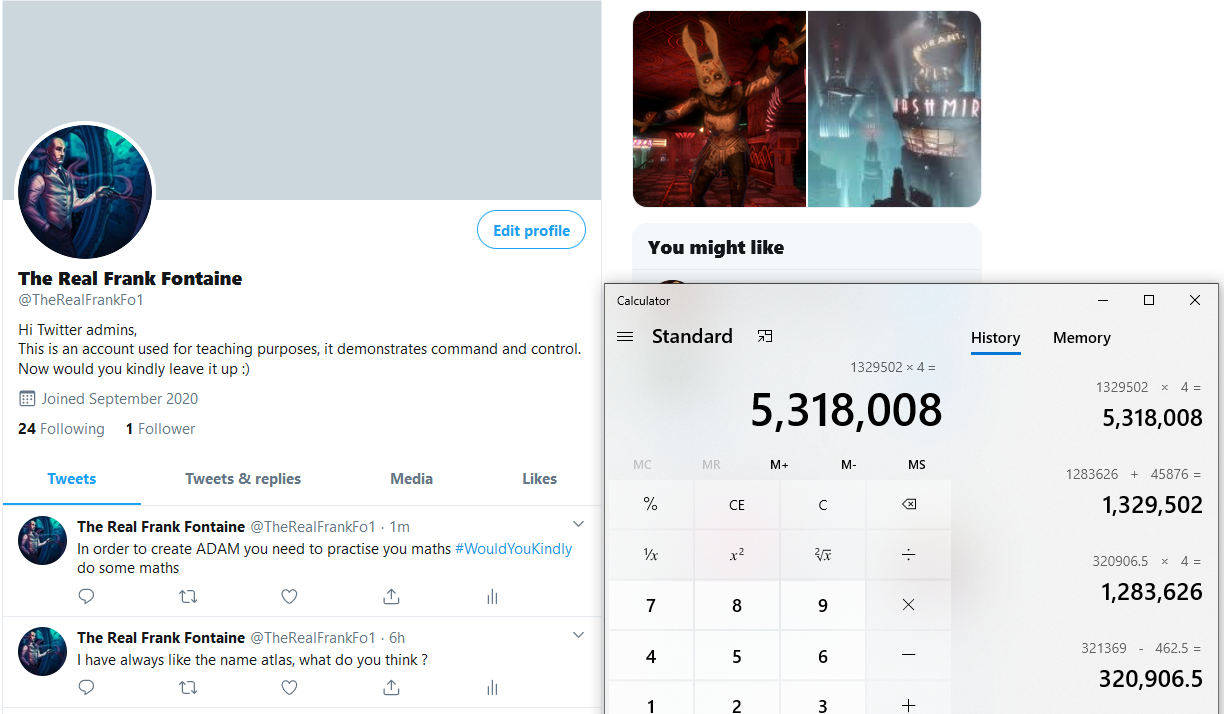 The Real Frank Fontaine
@TheRealFrankFo1
Edit profile
Hi Twitter admins,
This is an account used for teaching purposes, it demonstrates command and control.
Now would you kindly leave it up :)
Joined September 2020
24 Following 1 Follower
Tweets Tweets & replies Media Likes
The Real Frank Fontaine @TheRealFrankFo1 · 1m
In order to create ADAM you need to practise you maths #WouldYouKindly
do some maths
The Real Frank Fontaine @TheRealFrankFo1 · 6h
I have always like the name atlas, what do you think ?
You might like
Calculator
Standard
1329502 × 4 =
5,318,008
MC MR M+ M- MS
% CE C
¹/x x² ²√x ÷
7 8 9 ×
4 5 6 −
1 2 3 +
History Memory
1329502 × 4 =
5,318,008
1283626 + 45876 =
1,329,502
320906.5 × 4 =
1,283,626
321369 - 462.5 =
320,906.5